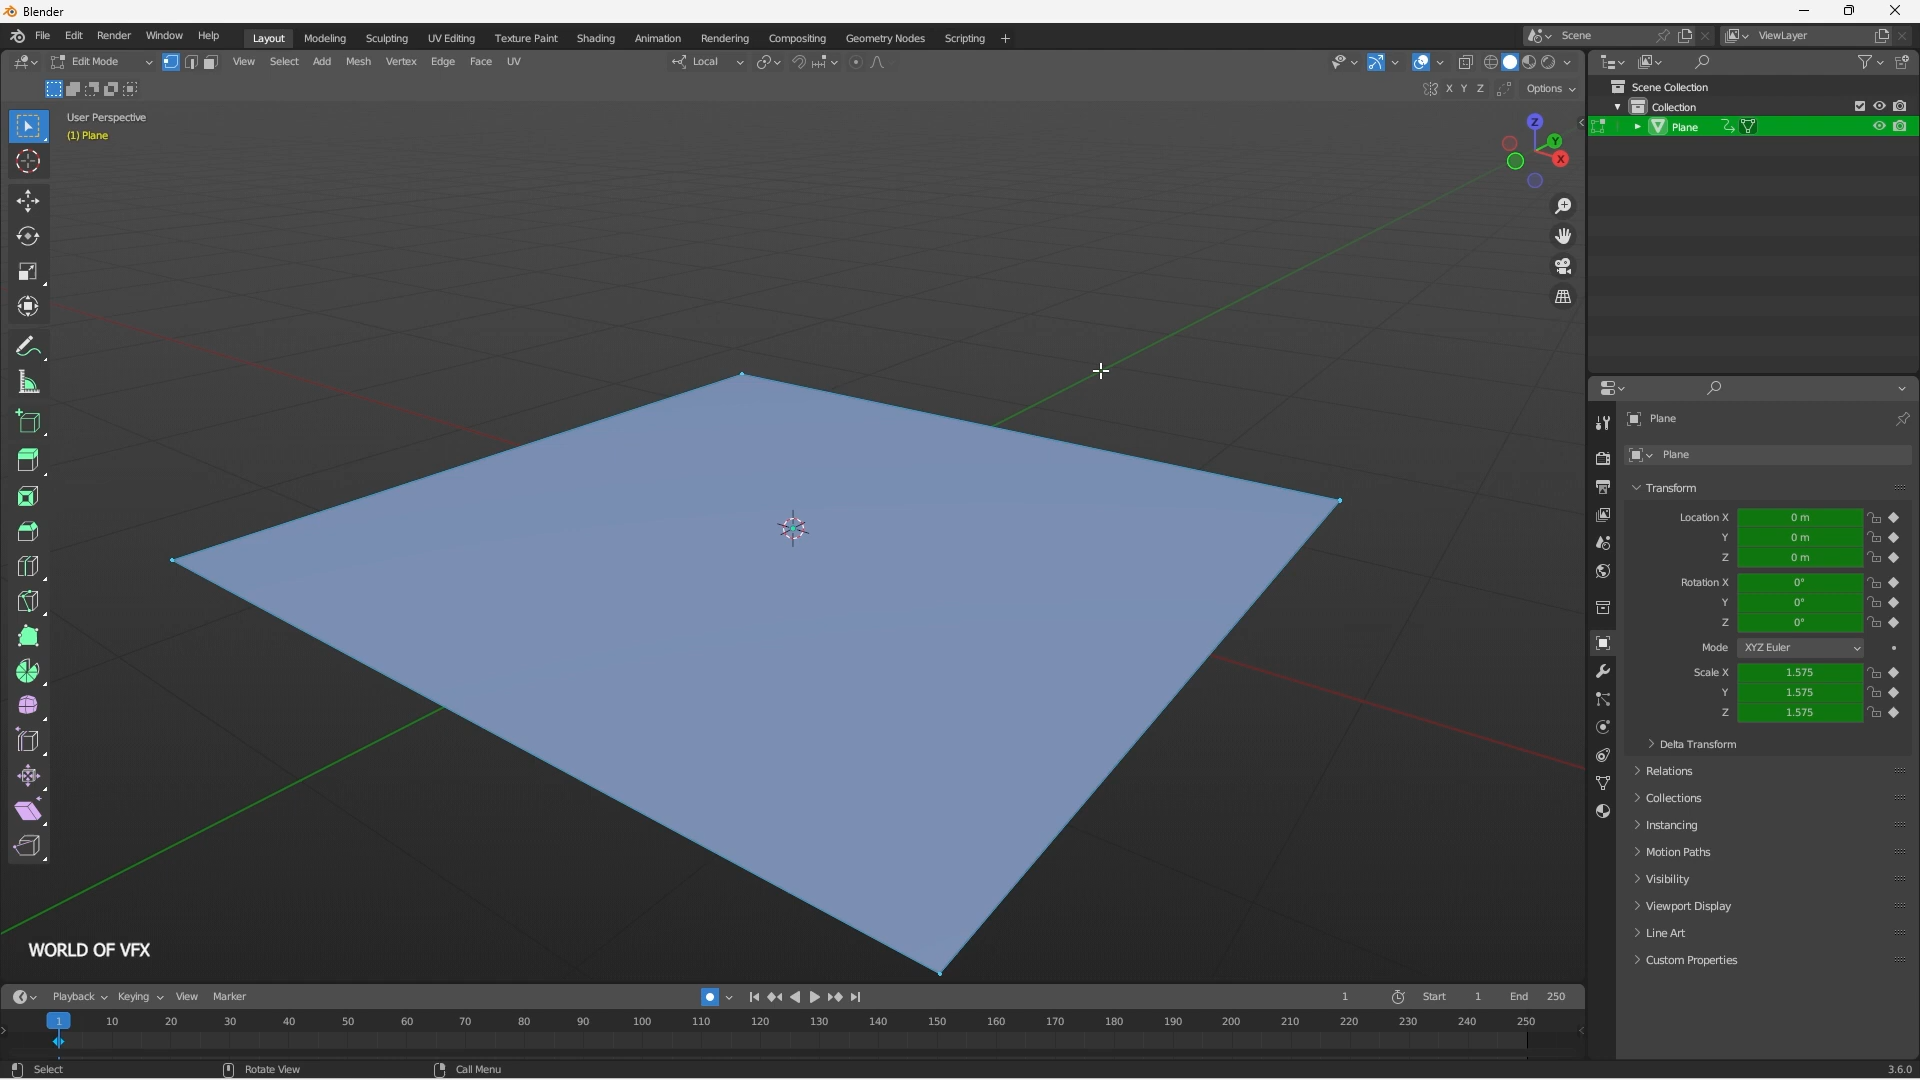 Blender
File Edit Render Window Help Layout Modeling Sculpting UV Editing Texture Paint Shading Animation Rendering Compositing Geometry Nodes Scripting + Scene ViewLayer
Edit Mode View Select Add Mesh Vertex Edge Face UV Local
X Y Z Options
User Perspective
(1) Plane
Z
Y
X
WORLD OF VFX
Scene Collection
Collection
Plane
Plane
Plane
Transform
Location X 0 m
Y 0 m
Z 0 m
Rotation X 0°
Y 0°
Z 0°
Mode XYZ Euler
Scale X 1.575
Y 1.575
Z 1.575
Delta Transform
Relations
Collections
Instancing
Motion Paths
Visibility
Viewport Display
Line Art
Custom Properties
Playback Keying View Marker 1 Start 1 End 250
1 10 20 30 40 50 60 70 80 90 100 110 120 130 140 150 160 170 180 190 200 210 220 230 240 250
Select Rotate View Call Menu 3.6.0